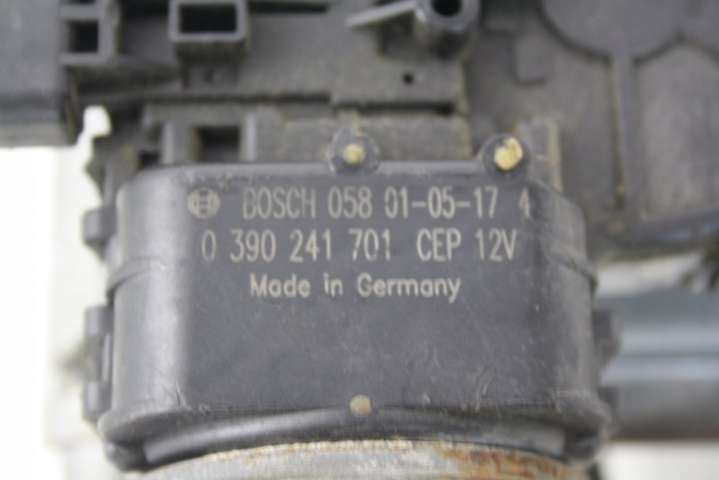 BOSCH 058 01-05-17 4
0 390 241 701 CEP 12V
Made in Germany